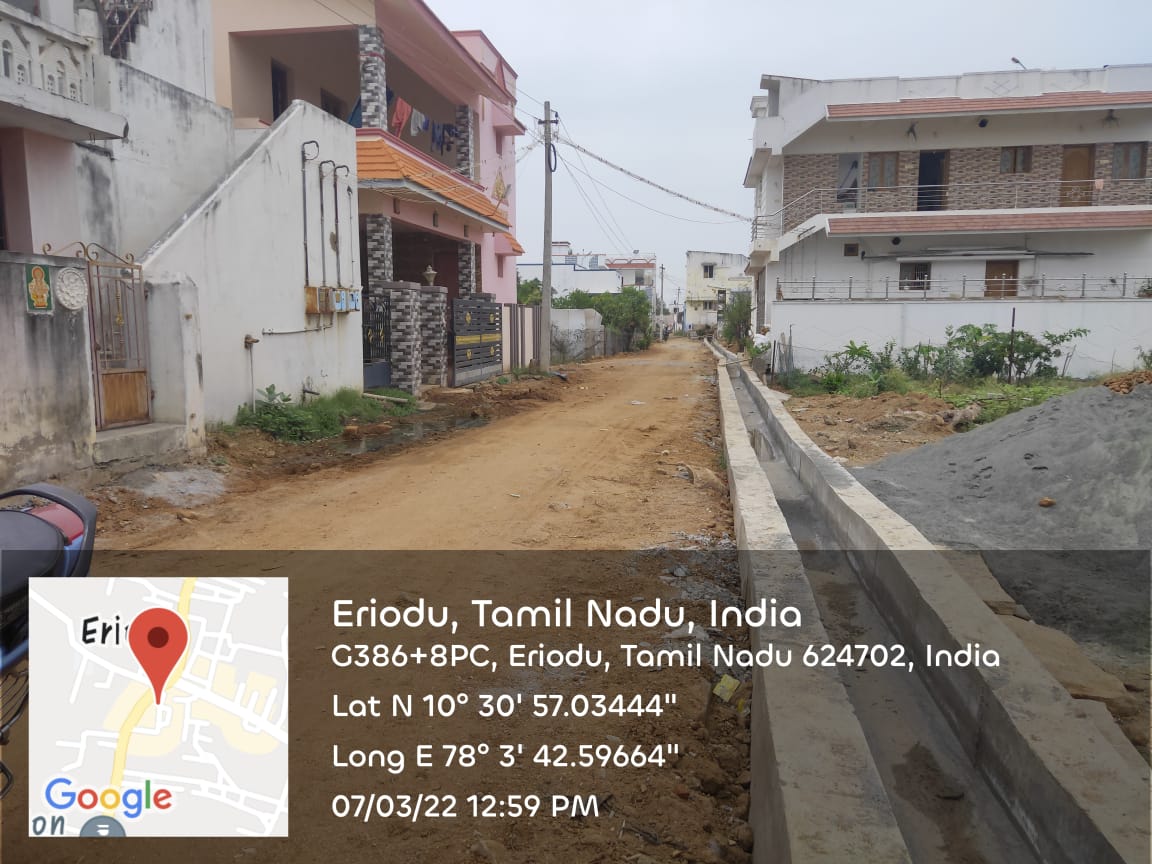 Eriodu, Tamil Nadu, India
G386+8PC, Eriodu, Tamil Nadu 624702, India
Lat N 10° 30' 57.03444"
Long E 78° 3' 42.59664"
07/03/22 12:59 PM
Eri
Google
on